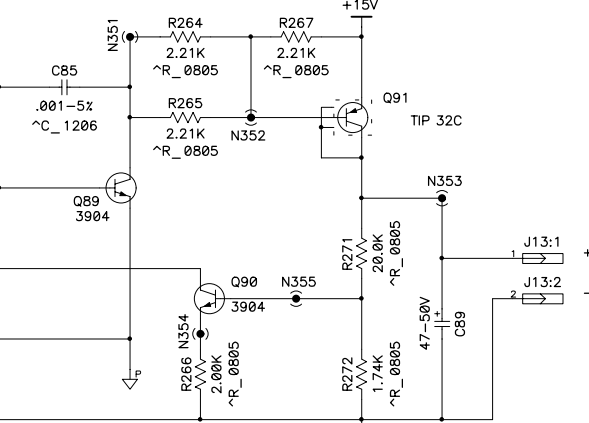 +15V
R264
R267
N351
2.21K
2.21K
^R_0805
^R_0805
C85
.001-5%
^C_1206
Q91
TIP 32C
R265
N352
2.21K
^R_0805
Q89
3904
N353
R271
20.0K
^R_0805
J13:1
1
+
J13:2
2
-
Q90
3904
N355
N354
47-50V
+
C89
P
R266
2.00K
^R_0805
R272
1.74K
^R_0805